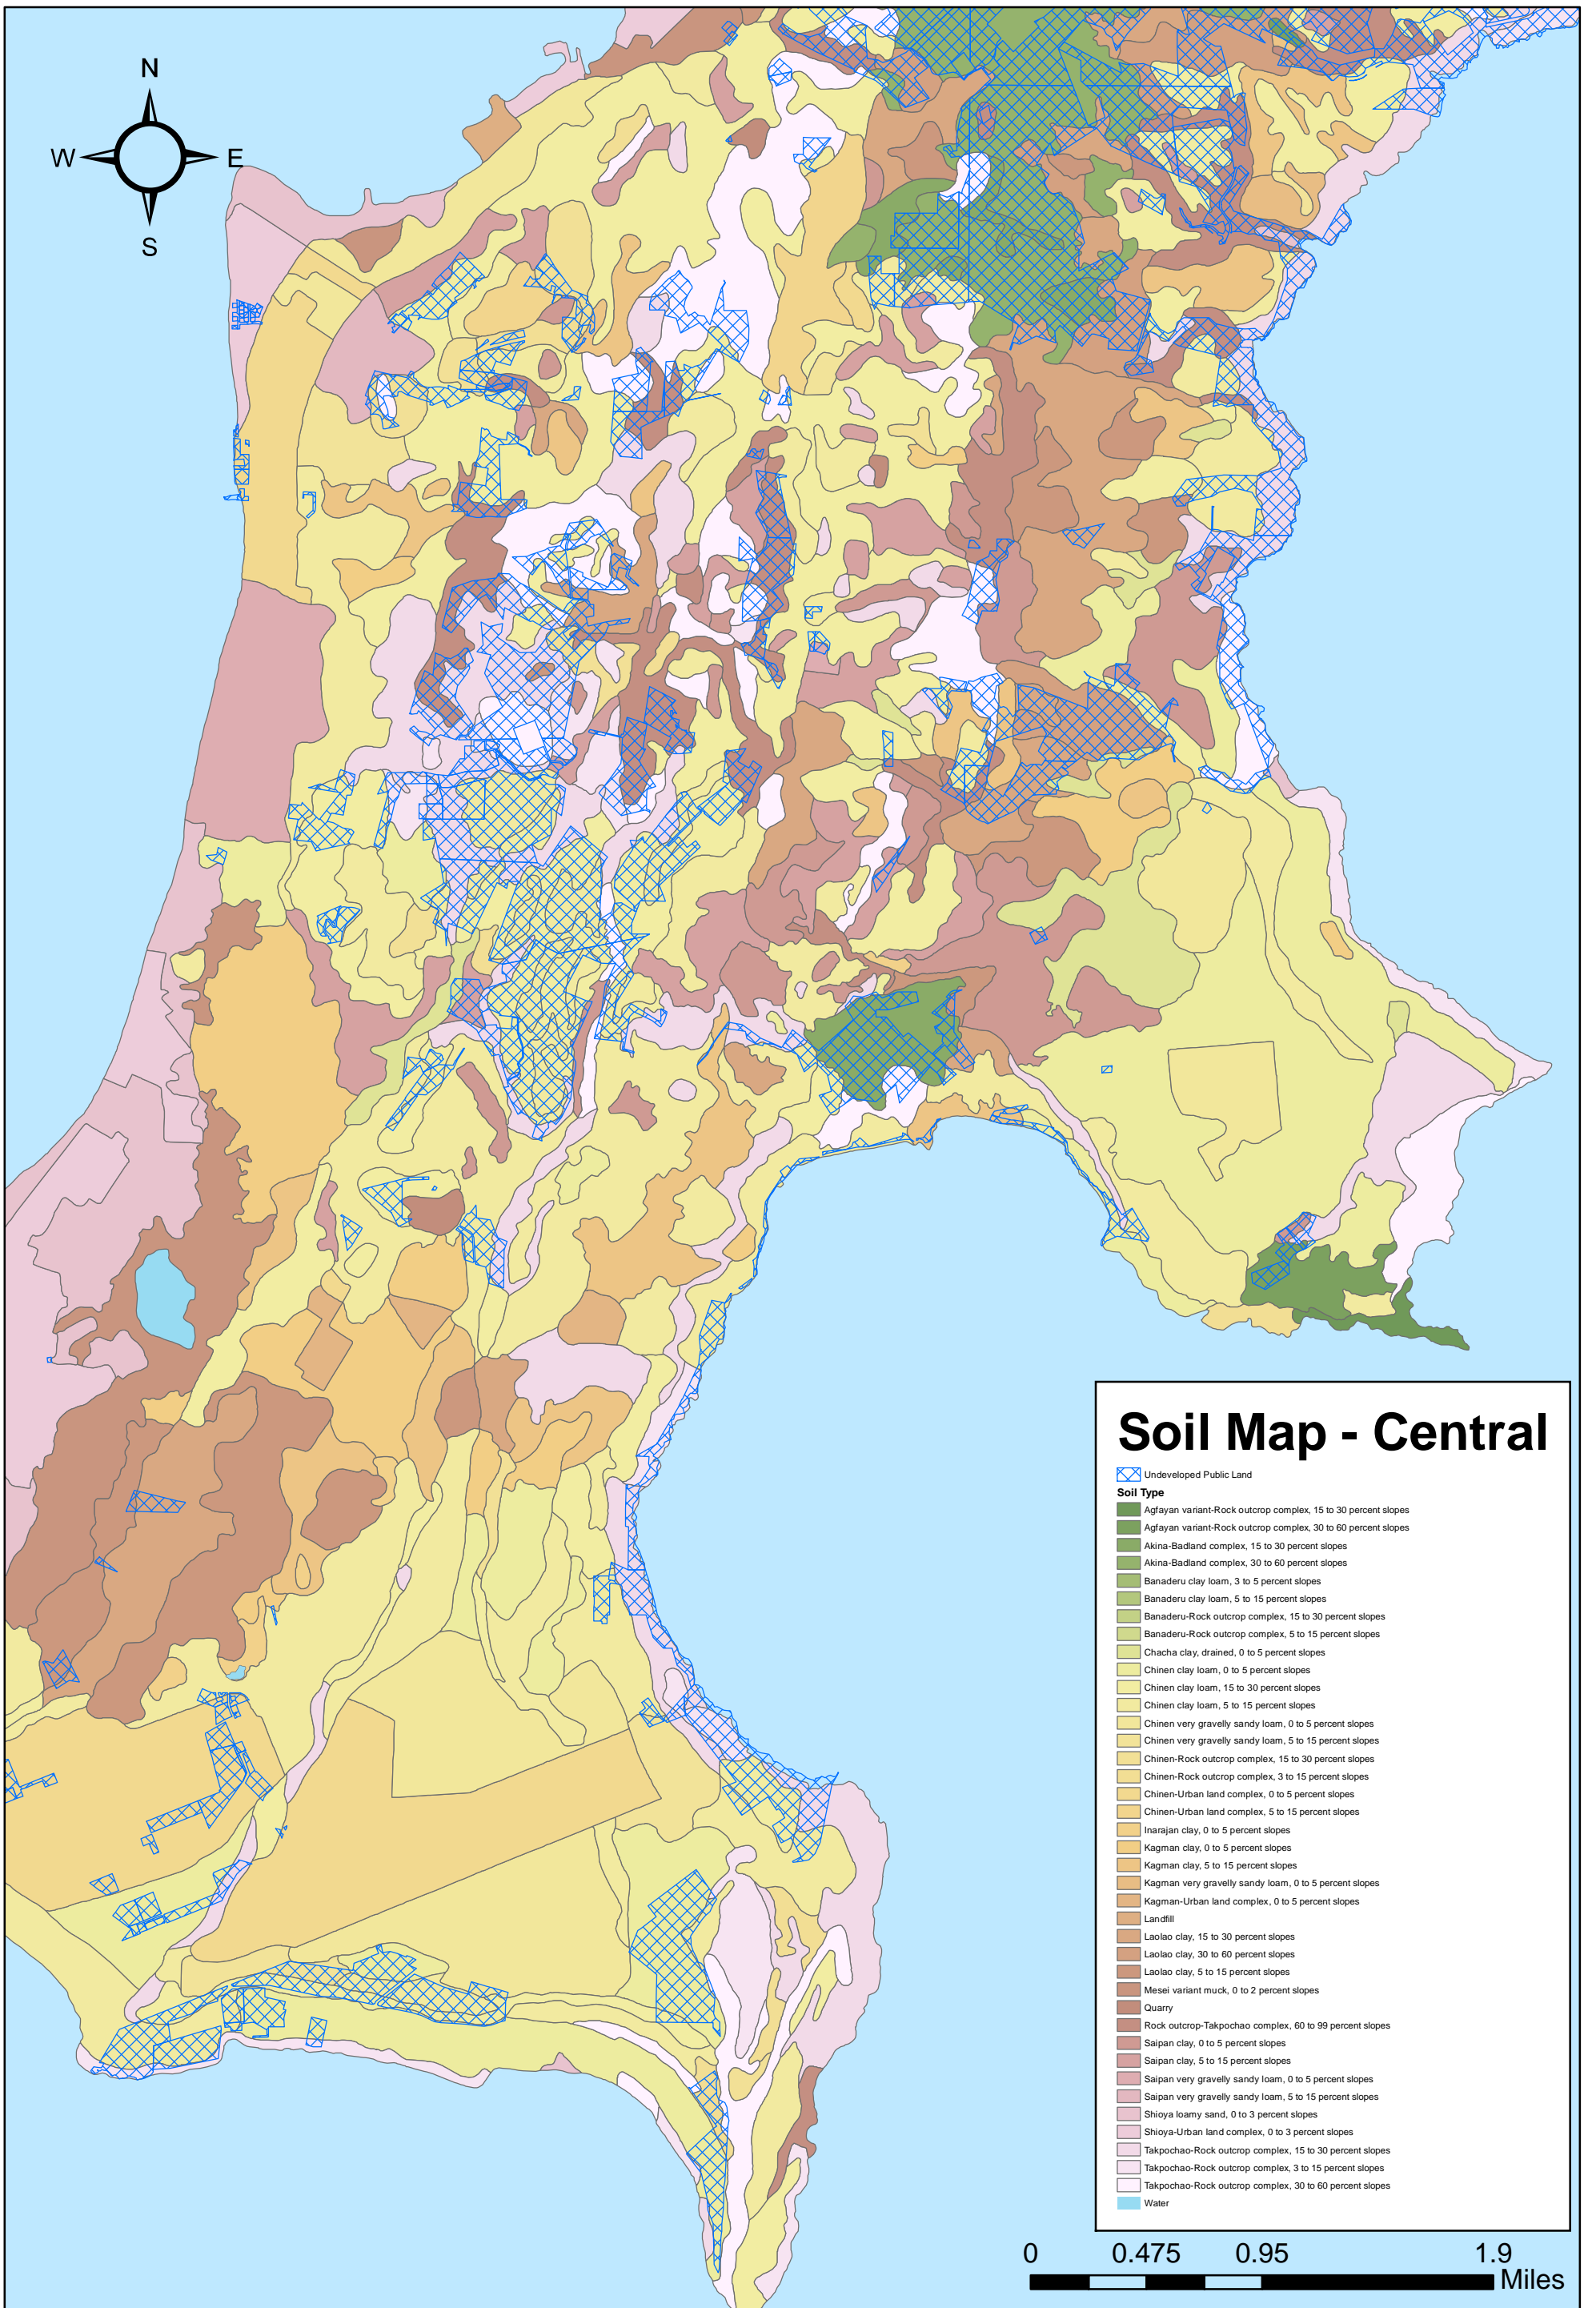 N
W E
S
Soil Map - Central
Undeveloped Public Land
Soil Type
Agfayan variant-Rock outcrop complex, 15 to 30 percent slopes
Agfayan variant-Rock outcrop complex, 30 to 60 percent slopes
Akina-Badland complex, 15 to 30 percent slopes
Akina-Badland complex, 30 to 60 percent slopes
Banaderu clay loam, 3 to 5 percent slopes
Banaderu clay loam, 5 to 15 percent slopes
Banaderu-Rock outcrop complex, 15 to 30 percent slopes
Banaderu-Rock outcrop complex, 5 to 15 percent slopes
Chacha clay, drained, 0 to 5 percent slopes
Chinen clay loam, 0 to 5 percent slopes
Chinen clay loam, 15 to 30 percent slopes
Chinen clay loam, 5 to 15 percent slopes
Chinen very gravelly sandy loam, 0 to 5 percent slopes
Chinen very gravelly sandy loam, 5 to 15 percent slopes
Chinen-Rock outcrop complex, 15 to 30 percent slopes
Chinen-Rock outcrop complex, 3 to 15 percent slopes
Chinen-Urban land complex, 0 to 5 percent slopes
Chinen-Urban land complex, 5 to 15 percent slopes
Inarajan clay, 0 to 5 percent slopes
Kagman clay, 0 to 5 percent slopes
Kagman clay, 5 to 15 percent slopes
Kagman very gravelly sandy loam, 0 to 5 percent slopes
Kagman-Urban land complex, 0 to 5 percent slopes
Landfill
Laolao clay, 15 to 30 percent slopes
Laolao clay, 30 to 60 percent slopes
Laolao clay, 5 to 15 percent slopes
Mesei variant muck, 0 to 2 percent slopes
Quarry
Rock outcrop-Takpochao complex, 60 to 99 percent slopes
Saipan clay, 0 to 5 percent slopes
Saipan clay, 5 to 15 percent slopes
Saipan very gravelly sandy loam, 0 to 5 percent slopes
Saipan very gravelly sandy loam, 5 to 15 percent slopes
Shioya loamy sand, 0 to 3 percent slopes
Shioya-Urban land complex, 0 to 3 percent slopes
Takpochao-Rock outcrop complex, 15 to 30 percent slopes
Takpochao-Rock outcrop complex, 3 to 15 percent slopes
Takpochao-Rock outcrop complex, 30 to 60 percent slopes
Water
0 0.475 0.95 1.9
Miles